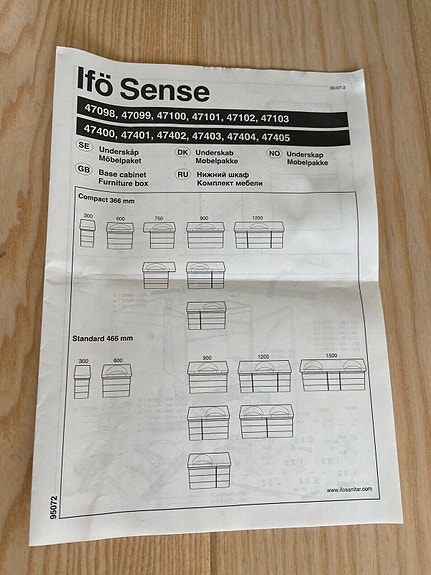 Ifö Sense
30-07-2
47098, 47099, 47100, 47101, 47102, 47103
47400, 47401, 47402, 47403, 47404, 47405
SE Underskåp
Möbelpaket
DK Underskab
Møbelpakke
NO Underskap
Møbelpakke
GB Base cabinet
Furniture box
RU Нижний шкаф
Комплект мебели
Compact 366 mm
300 600 750 900 1200
Standard 466 mm
300 600 900 1200 1500
www.ifosanitar.com
95072